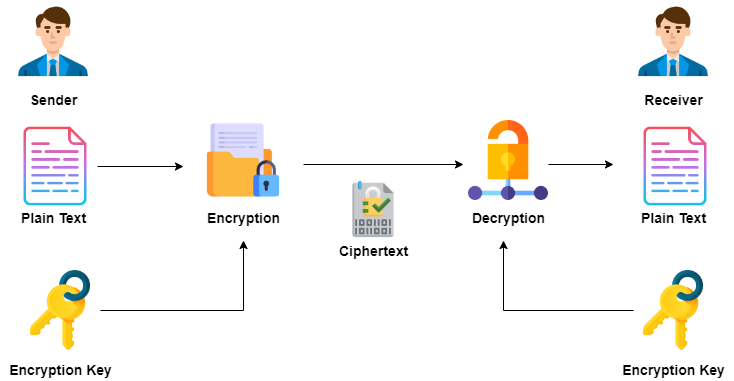 Sender
Receiver
Plain Text
Encryption
Decryption
Plain Text
Ciphertext
Encryption Key
Encryption Key